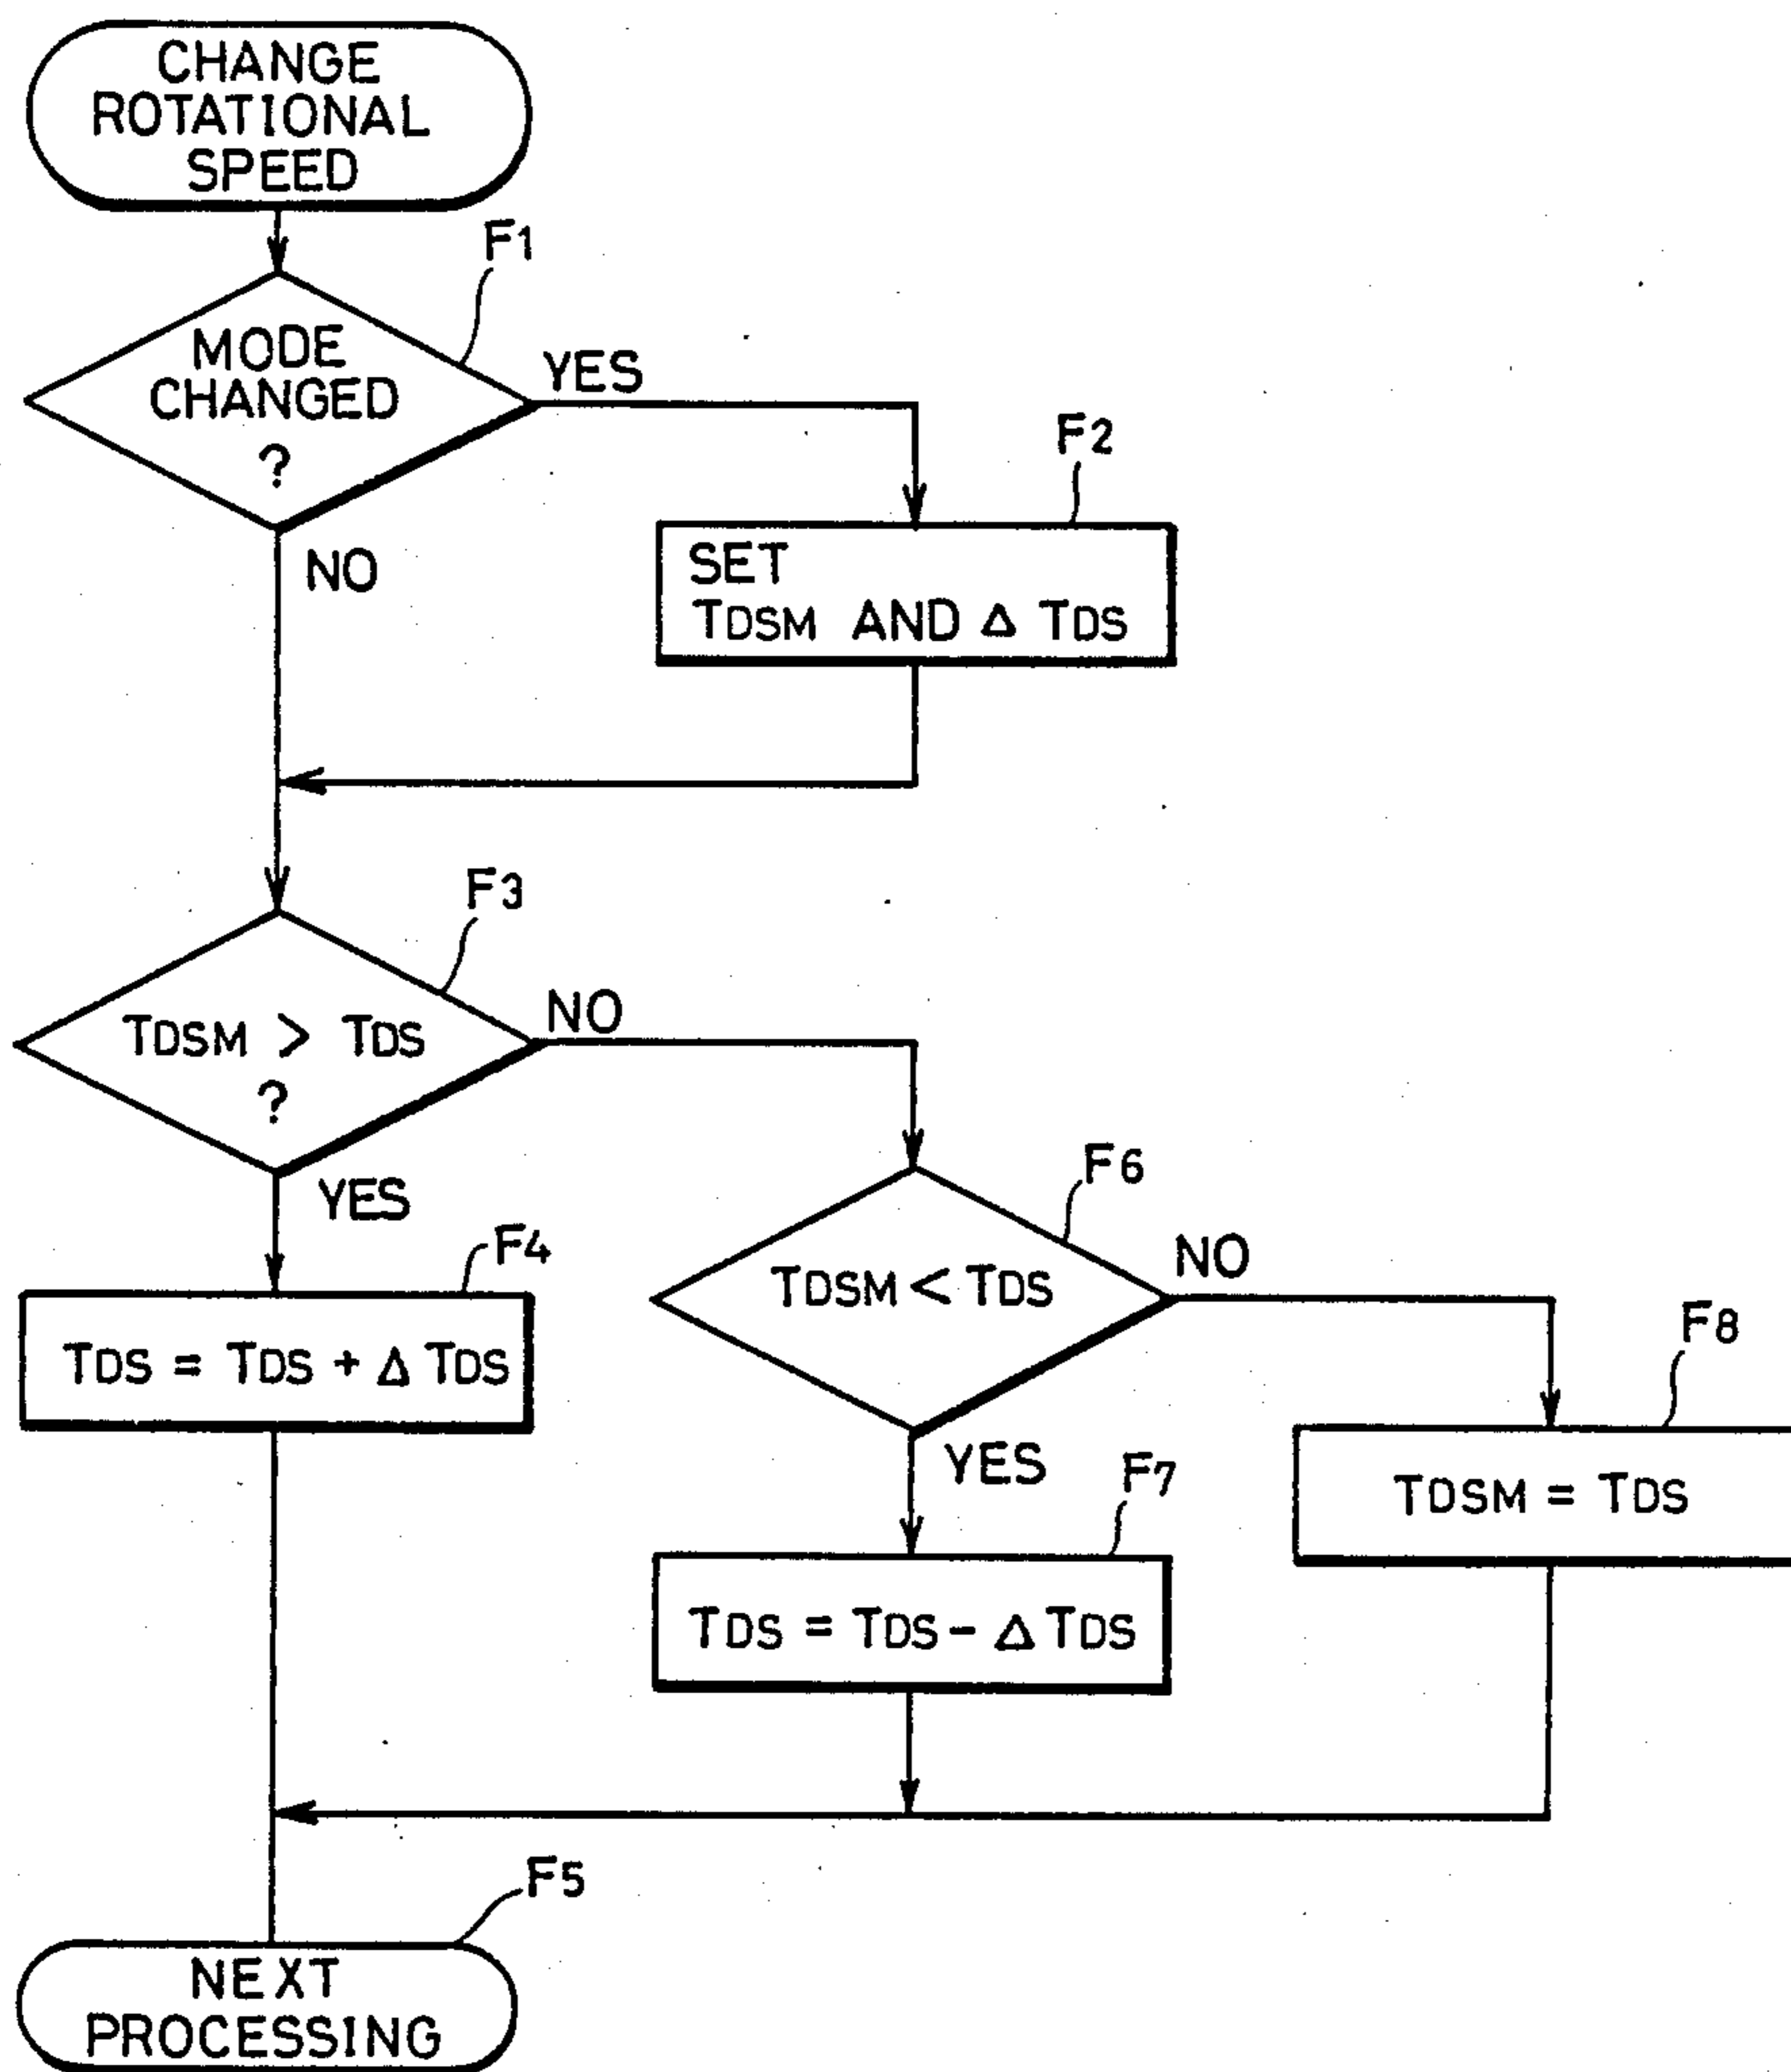 CHANGE
ROTATIONAL
SPEED
F1
MODE
CHANGED
?
YES
NO
F2
SET
TDSM AND Δ TDS
F3
TDSM > TDS
?
NO
YES
F4
TDS = TDS + Δ TDS
F6
TDSM < TDS
NO
YES
F7
TDS = TDS - Δ TDS
F8
TDSM = TDS
F5
NEXT
PROCESSING